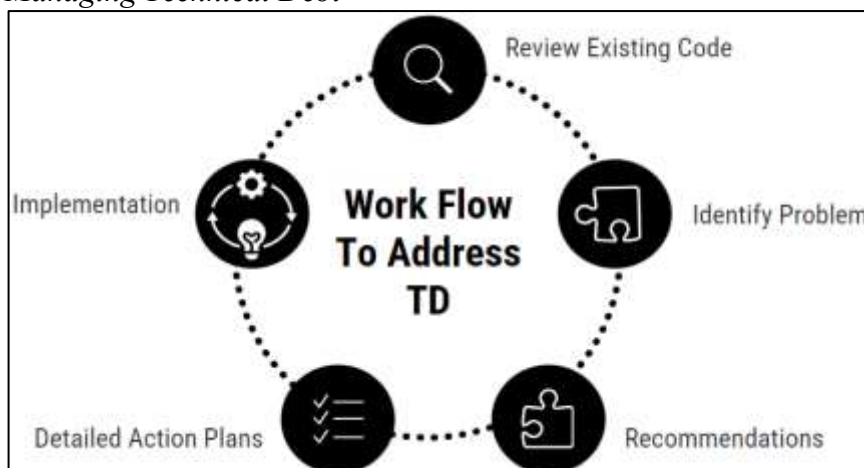 Managing Technical Debt
Review Existing Code
Identify Problem
Recommendations
Detailed Action Plans
Implementation
Work Flow
To Address
TD